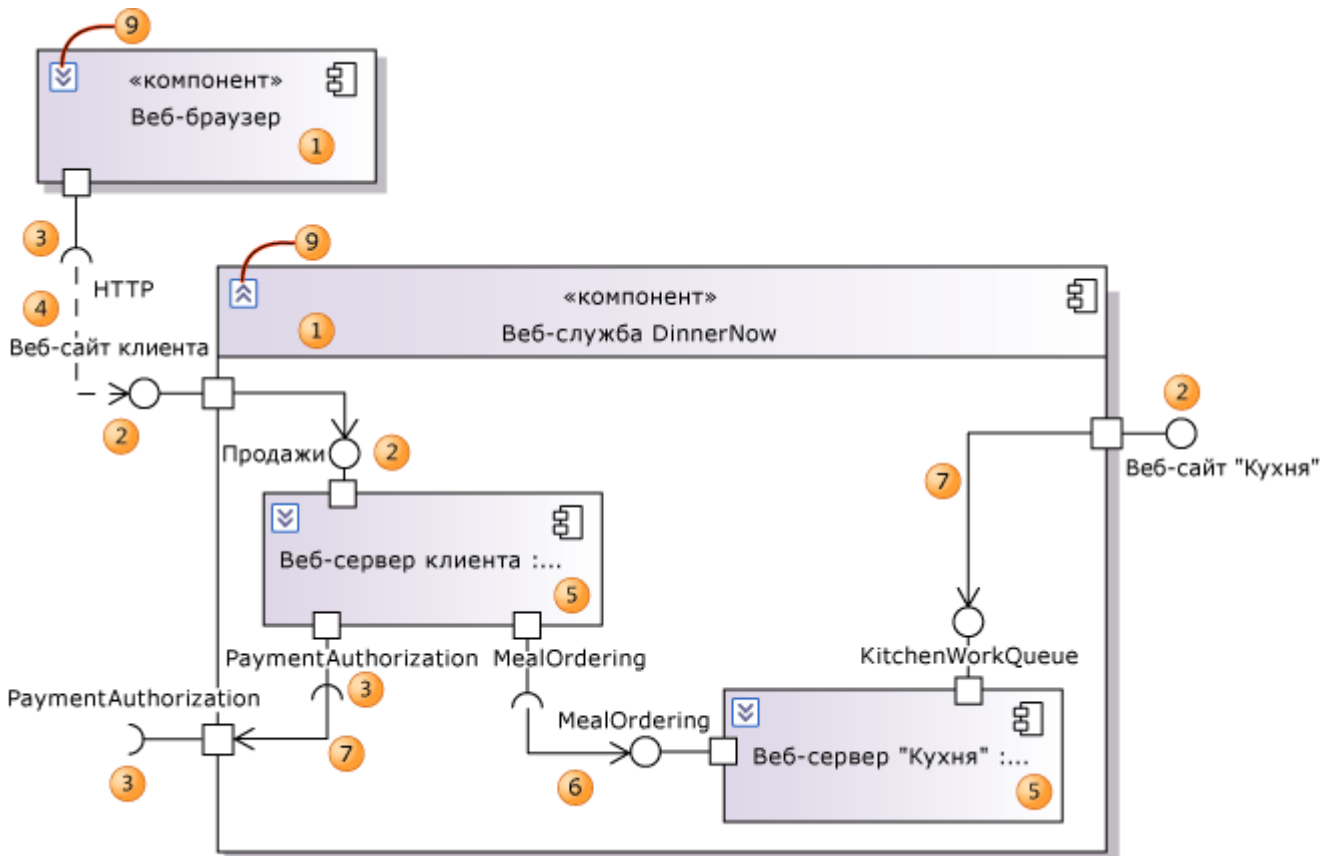 9
«компонент»
Веб-браузер
1
3
HTTP
4
Веб-сайт клиента
2
9
«компонент»
1
Веб-служба DinnerNow
Продажи
2
2
Веб-сайт "Кухня"
7
Веб-сервер клиента :...
5
PaymentAuthorization
MealOrdering
3
KitchenWorkQueue
PaymentAuthorization
3
7
MealOrdering
6
Веб-сервер "Кухня" :...
5